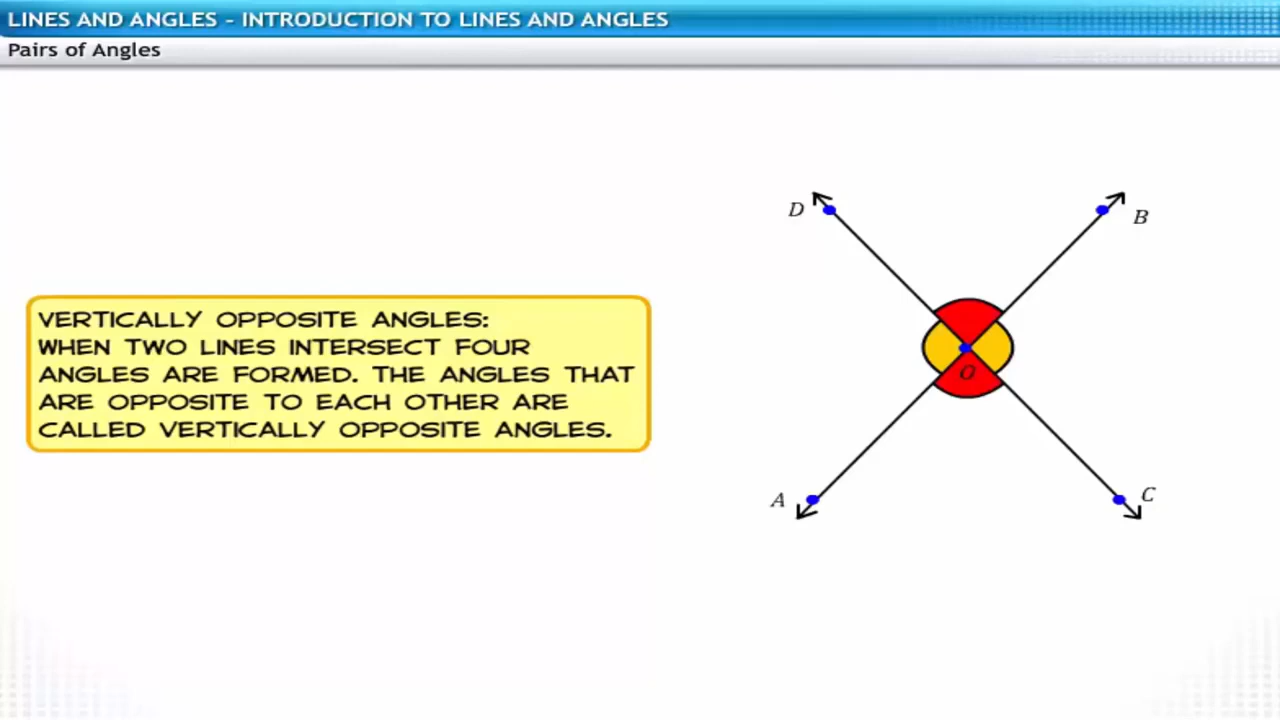 LINES AND ANGLES - INTRODUCTION TO LINES AND ANGLES
Pairs of Angles
VERTICALLY OPPOSITE ANGLES:
WHEN TWO LINES INTERSECT FOUR
ANGLES ARE FORMED. THE ANGLES THAT
ARE OPPOSITE TO EACH OTHER ARE
CALLED VERTICALLY OPPOSITE ANGLES.
D
B
O
A
C